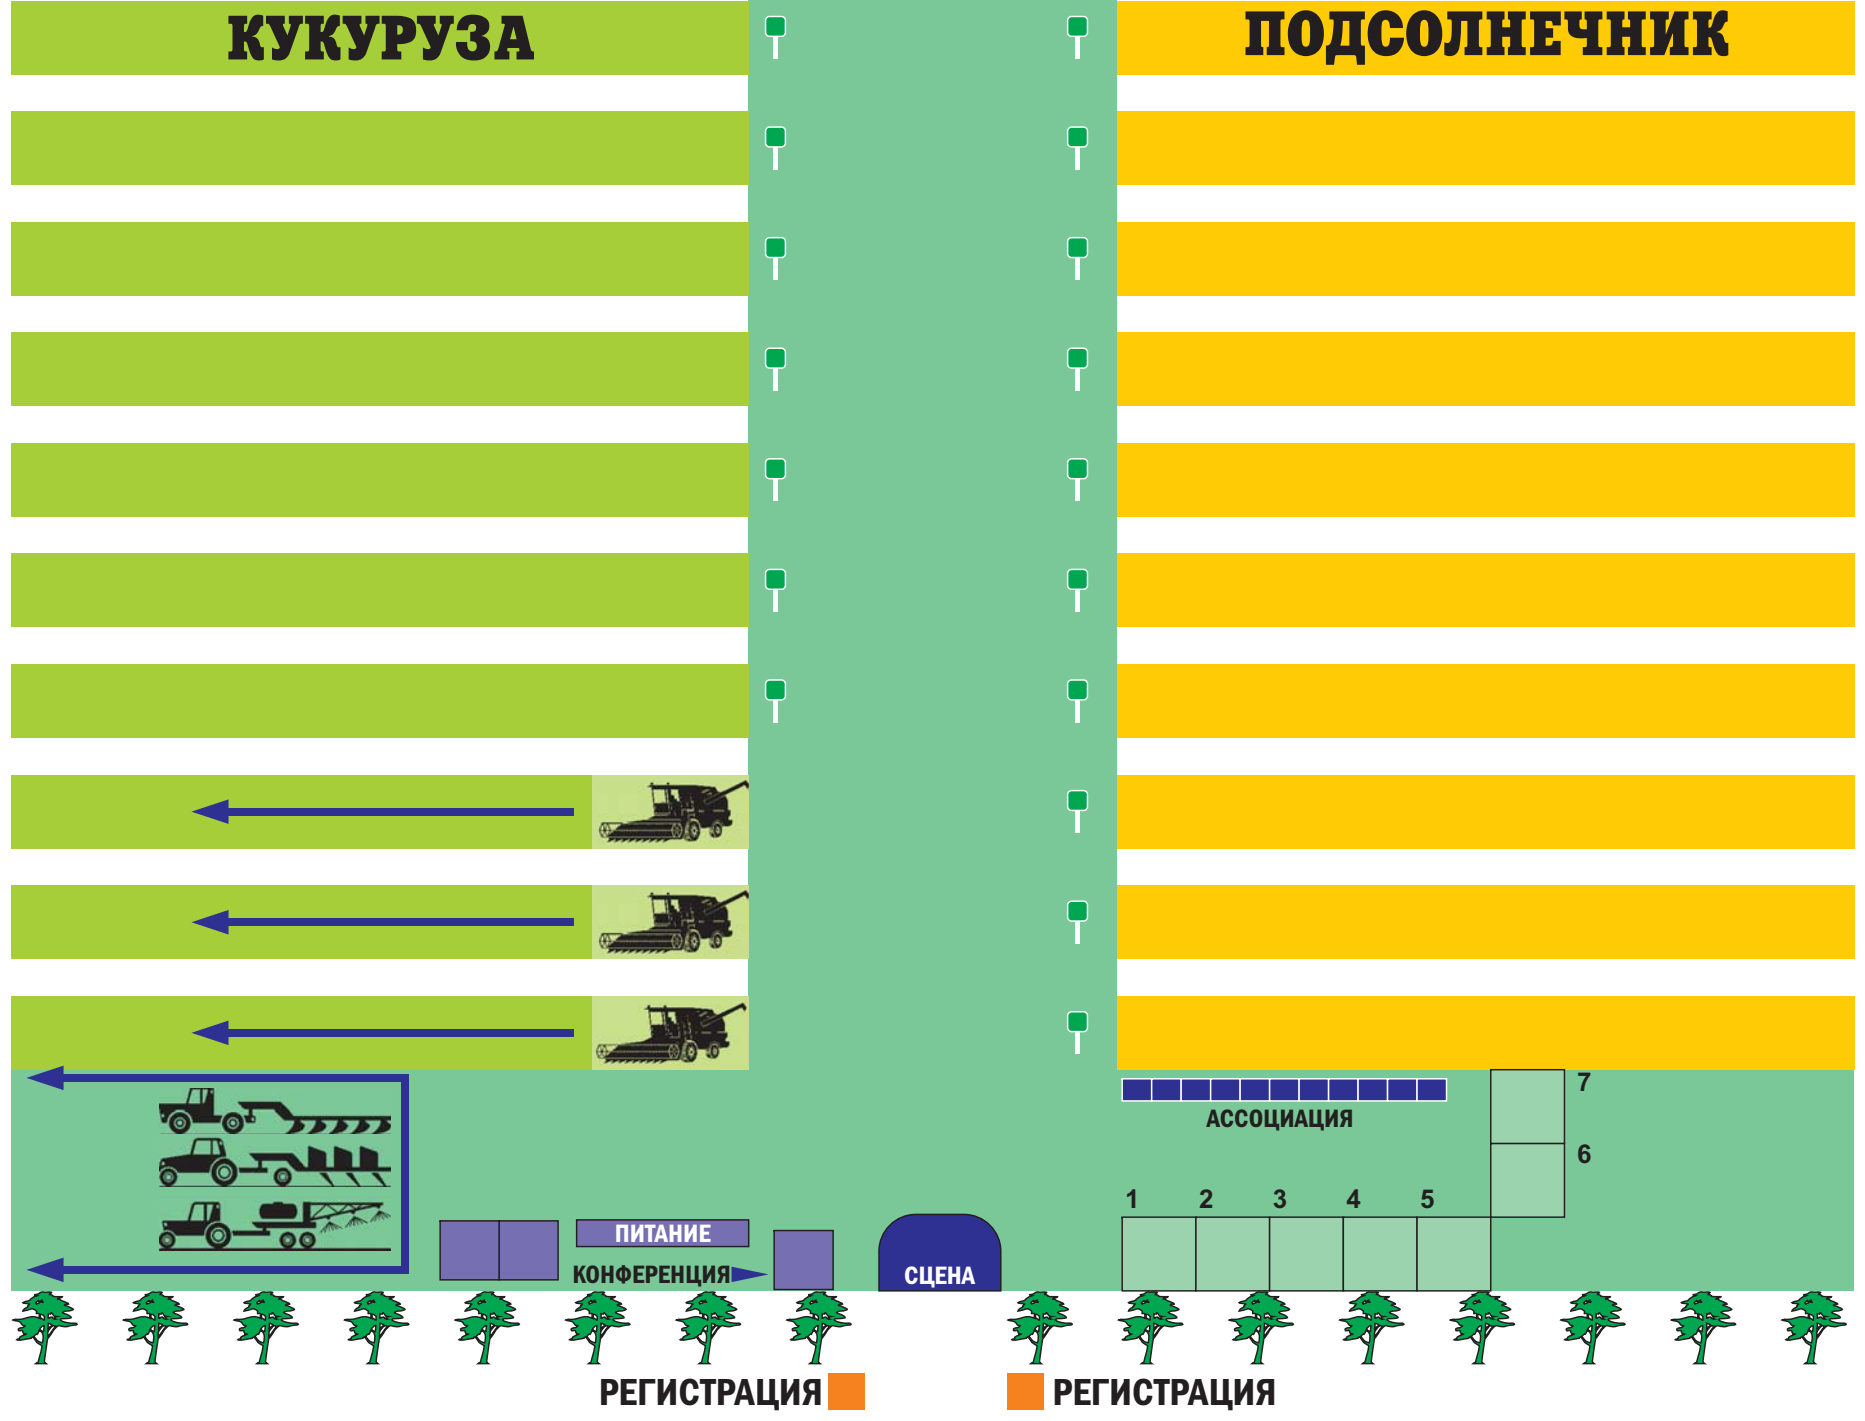 КУКУРУЗА
ПОДСОЛНЕЧНИК
7
АССОЦИАЦИЯ
6
1 2 3 4 5
ПИТАНИЕ
КОНФЕРЕНЦИЯ
СЦЕНА
РЕГИСТРАЦИЯ
РЕГИСТРАЦИЯ